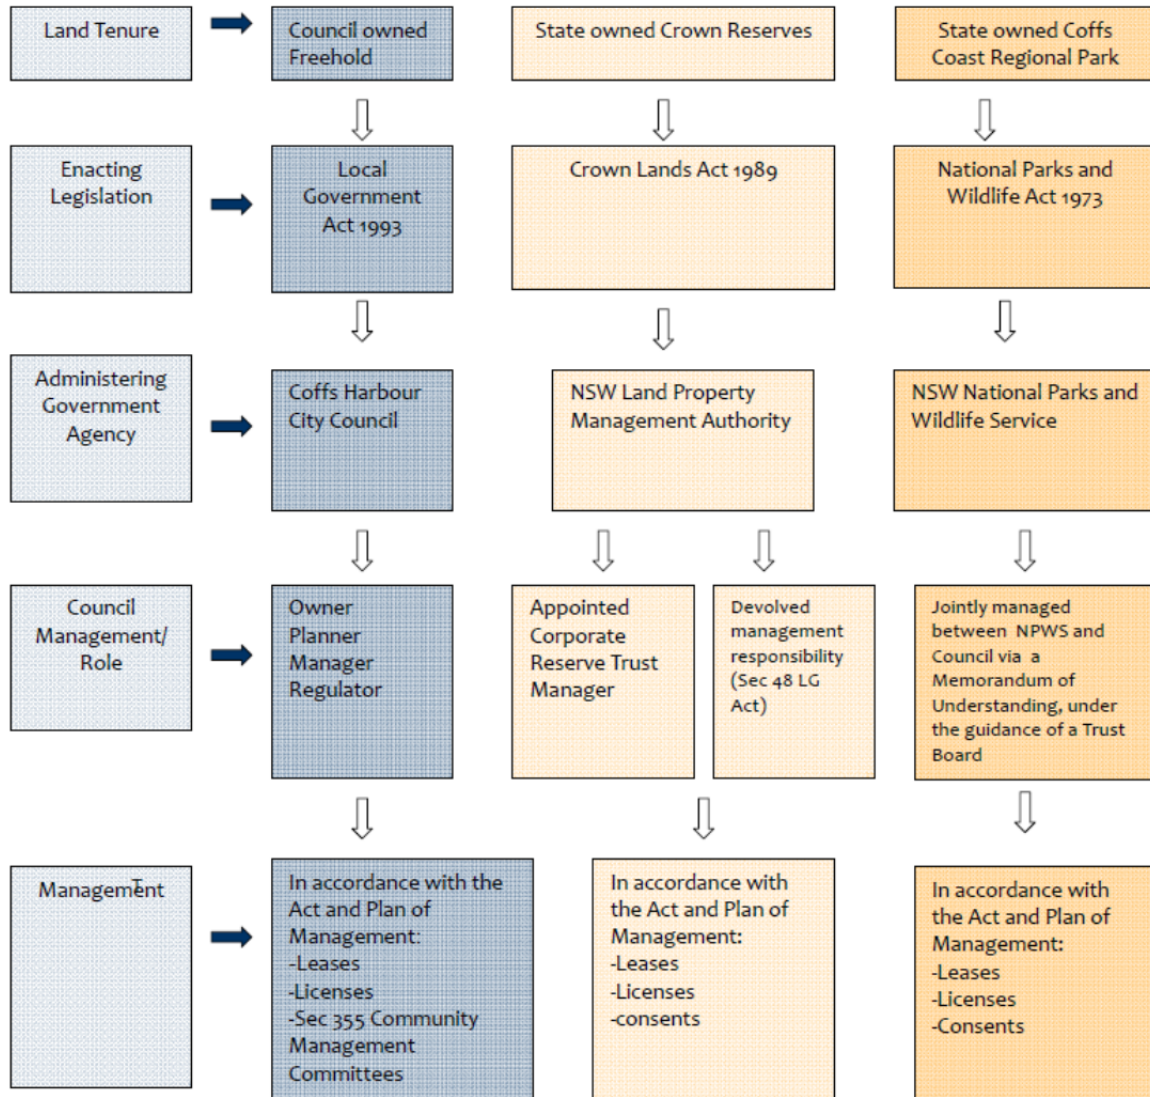 Land Tenure
Council owned
Freehold
State owned Crown Reserves
State owned Coffs
Coast Regional Park
Enacting
Legislation
Local
Government
Act 1993
Crown Lands Act 1989
National Parks and
Wildlife Act 1973
Administering
Government
Agency
Coffs Harbour
City Council
NSW Land Property
Management Authority
NSW National Parks and
Wildlife Service
Council
Management/
Role
Owner
Planner
Manager
Regulator
Appointed
Corporate
Reserve Trust
Manager
Devolved
management
responsibility
(Sec 48 LG
Act)
Jointly managed
between NPWS and
Council via a
Memorandum of
Understanding, under
the guidance of a Trust
Board
Management
In accordance with the
Act and Plan of
Management:
-Leases
-Licenses
-Sec 355 Community
Management
Committees
In accordance with
the Act and Plan of
Management:
-Leases
-Licenses
-consents
In accordance with
the Act and Plan of
Management:
-Leases
-Licenses
-Consents